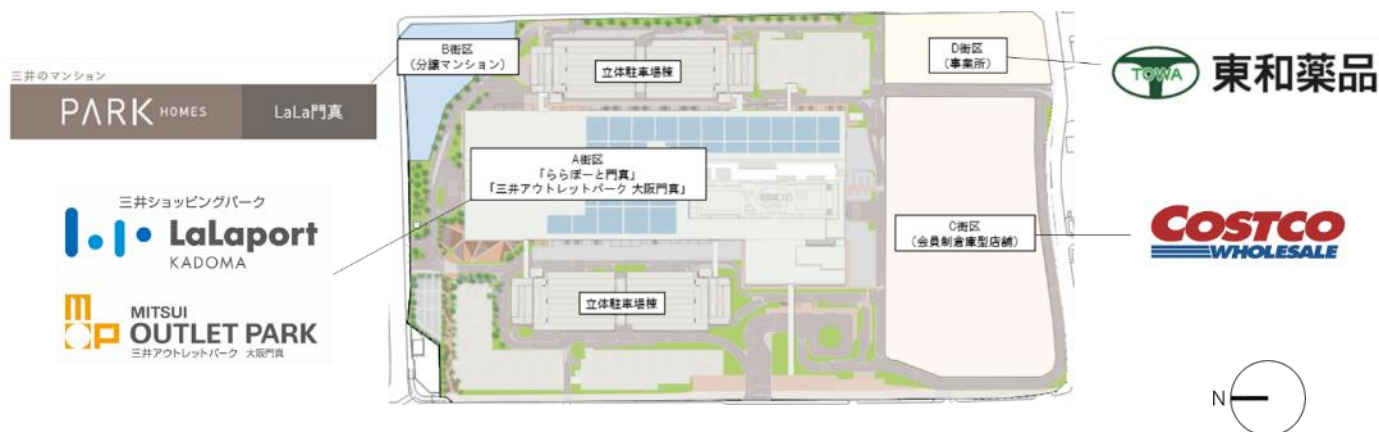 三井のマンション
PARK HOMES LaLa門真
三井ショッピングパーク
LaLaport
KADOMA
MITSUI
OUTLET PARK
三井アウトレットパーク 大阪門真
B街区
(分譲マンション)
立体駐車場棟
D街区
(事業所)
A街区
「ららぽーと門真」
「三井アウトレットパーク 大阪門真」
C街区
(会員制倉庫型店舗)
立体駐車場棟
TOWA 東和薬品
COSTCO
WHOLESALE
N